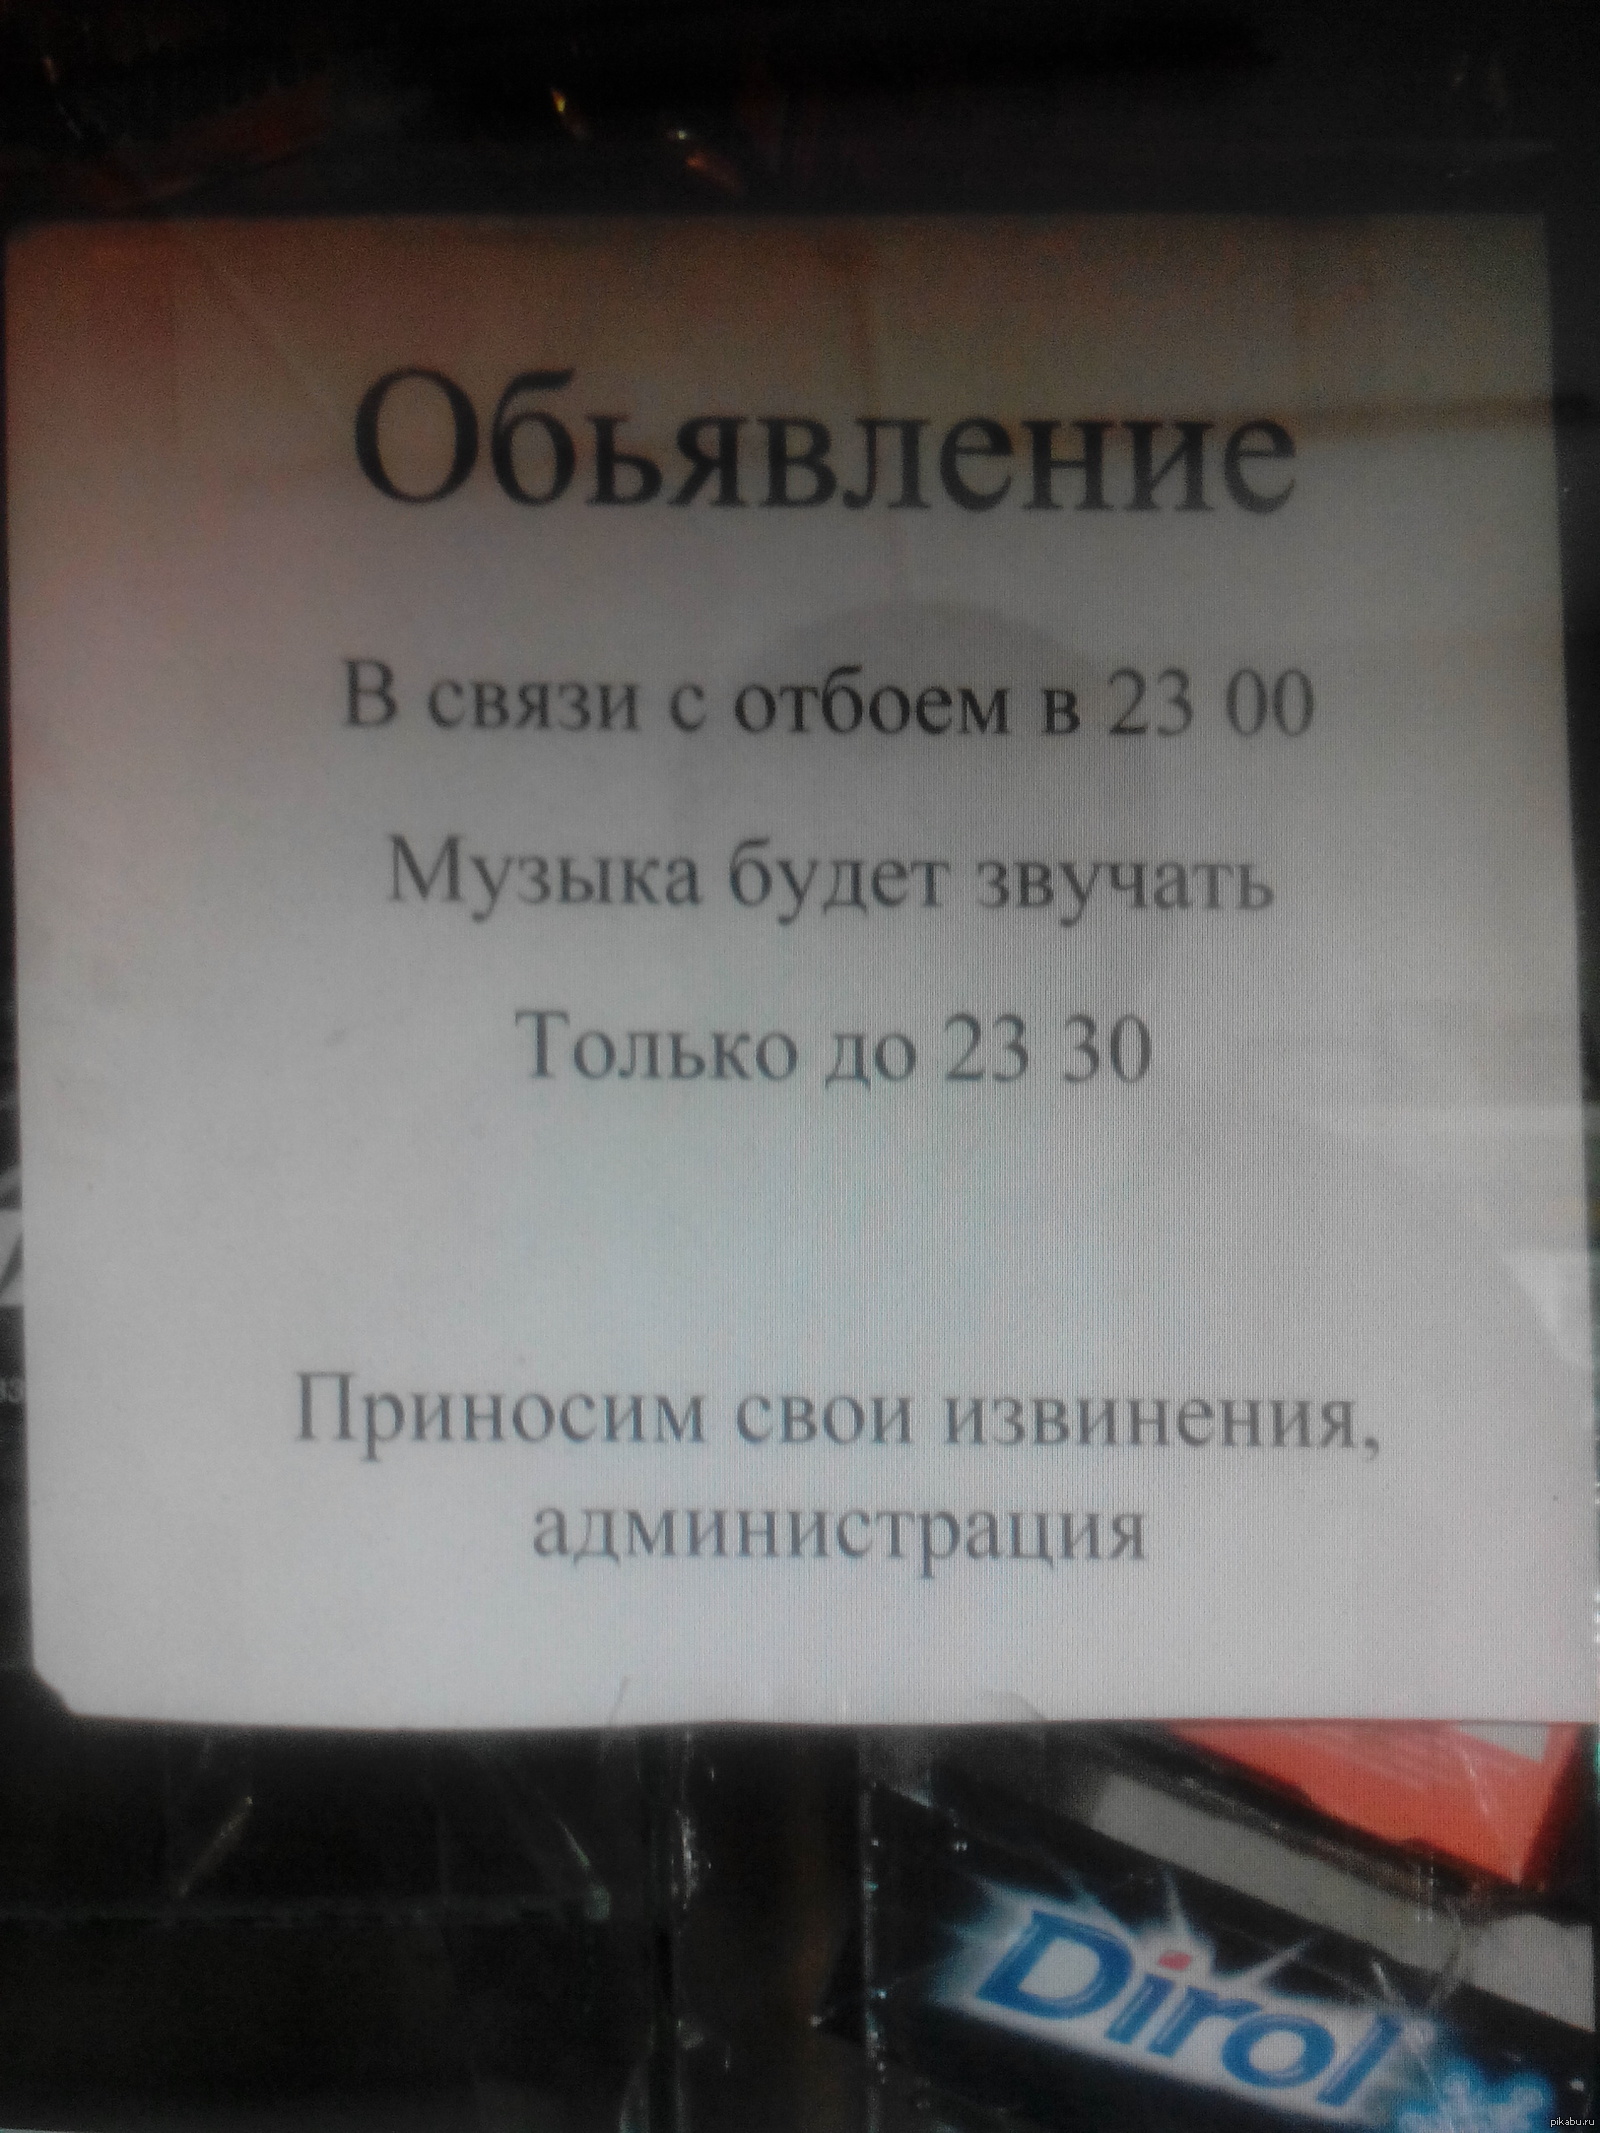 Обьявление
В связи с отбоем в 23 00
Музыка будет звучать
Только до 23 30
Приносим свои извинения,
администрация
Dirol
pikabu.ru